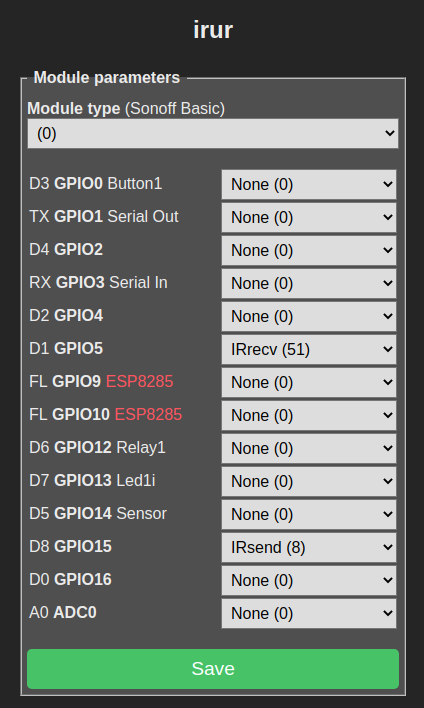 irur
Module parameters
Module type (Sonoff Basic)
(0)
D3 GPIO0 Button1 None (0)
TX GPIO1 Serial Out None (0)
D4 GPIO2 None (0)
RX GPIO3 Serial In None (0)
D2 GPIO4 None (0)
D1 GPIO5 IRrecv (51)
FL GPIO9 ESP8285 None (0)
FL GPIO10 ESP8285 None (0)
D6 GPIO12 Relay1 None (0)
D7 GPIO13 Led1i None (0)
D5 GPIO14 Sensor None (0)
D8 GPIO15 IRsend (8)
D0 GPIO16 None (0)
A0 ADC0 None (0)
Save